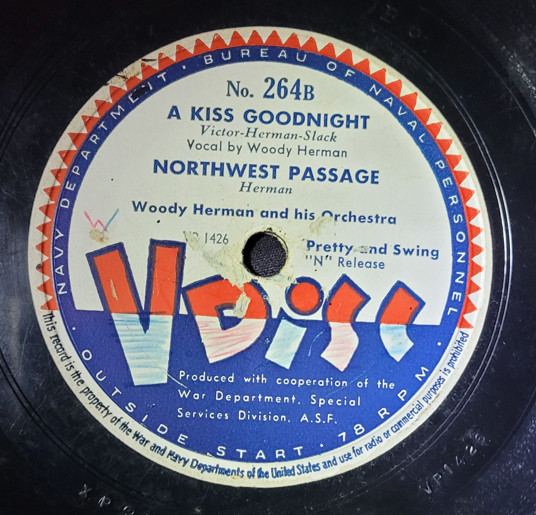 NAVY DEPARTMENT · BUREAU OF NAVAL PERSONNEL
No. 264B
A KISS GOODNIGHT
Victor-Herman-Slack
Vocal by Woody Herman
NORTHWEST PASSAGE
Herman
Woody Herman and his Orchestra
VP 1426
Pretty and Swing
"N" Release
V Disc
Produced with cooperation of the
War Department, Special
Services Division, A.S.F.
OUTSIDE START · 78 RPM
This record is the property of the War and Navy Departments of the United States and use for radio or commercial purposes is prohibited
VP1426